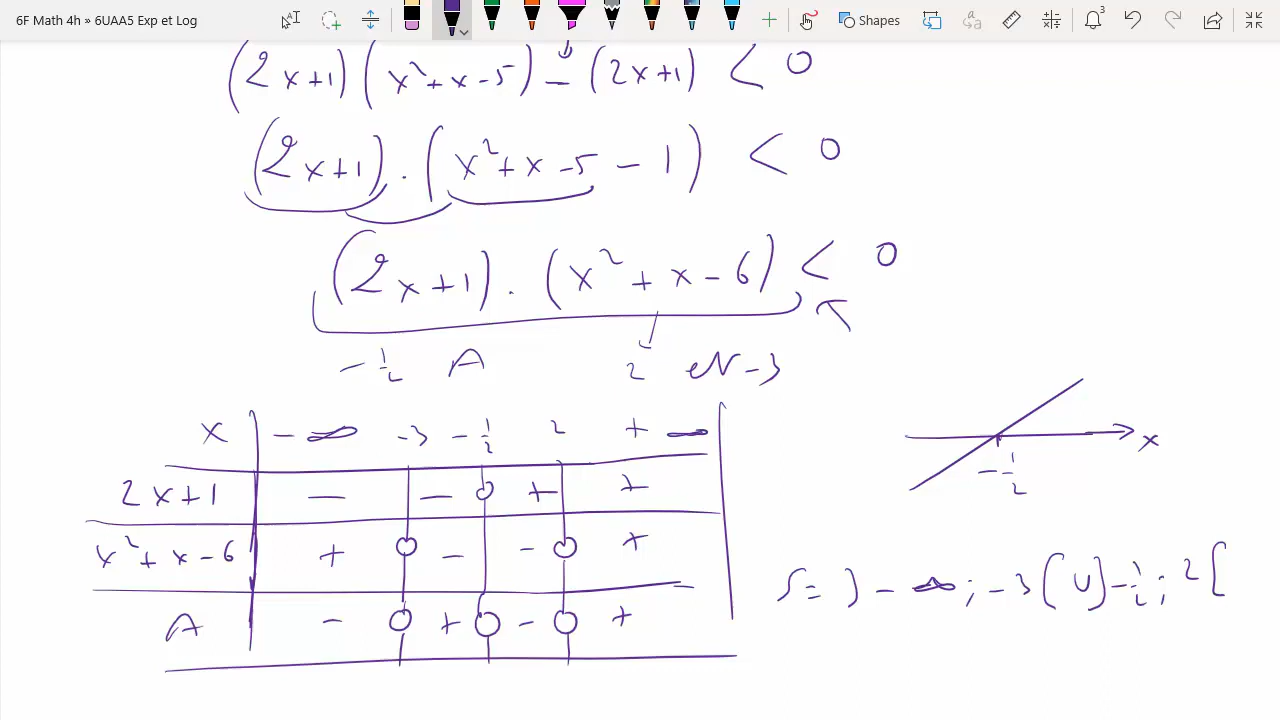 6F Math 4h » 6UAA5 Exp et Log
Shapes
3
(2x+1)(x²+x-5) - (2x+1) < 0
(2x+1).(x²+x-5-1) < 0
(2x+1).(x²+x-6) < 0
-1/2 A 2 et -3
x -∞ -3 -1/2 2 +∞
2x+1 - - 0 + +
x²+x-6 + 0 - - 0 +
A - 0 + 0 - 0 +
x
-1/2
S = ]-∞; -3[ U ]-1/2; 2[